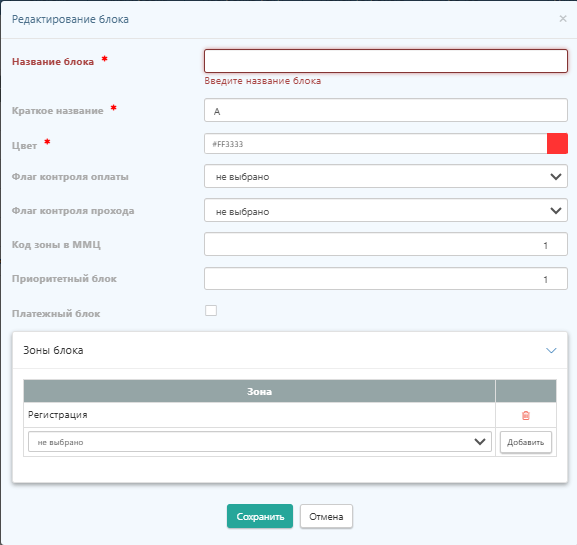 Редактирование блока ×
Название блока *
Введите название блока
Краткое название * A
Цвет * #FF3333
Флаг контроля оплаты не выбрано
Флаг контроля прохода не выбрано
Код зоны в ММЦ 1
Приоритетный блок 1
Платежный блок
Зоны блока
Зона
Регистрация
не выбрано Добавить
Сохранить Отмена